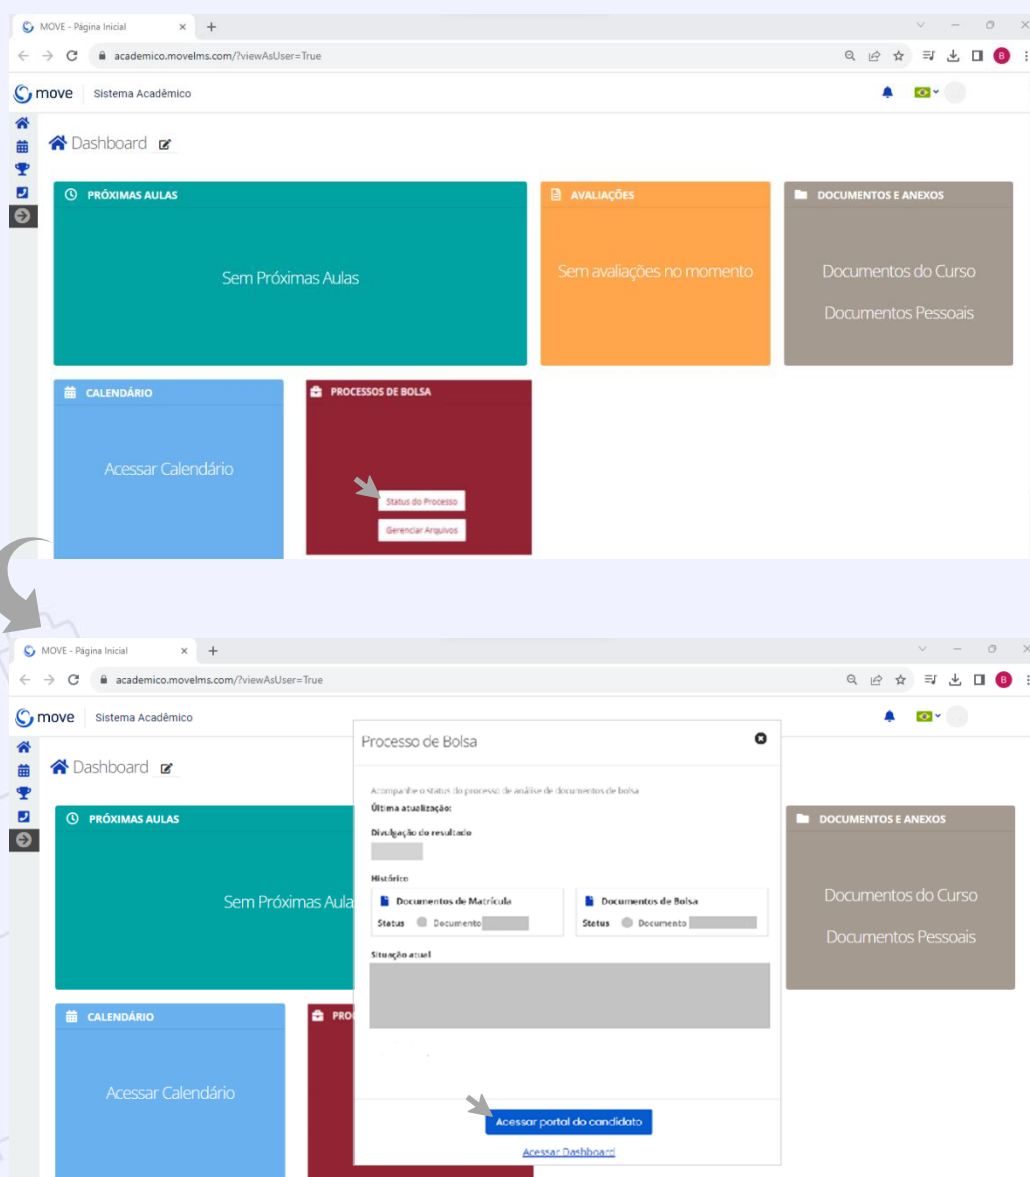 MOVE - Página Inicial
academico.movelms.com/?viewAsUser=True
B
move Sistema Acadêmico
Dashboard
PRÓXIMAS AULAS
Sem Próximas Aulas
AVALIAÇÕES
Sem avaliações no momento
DOCUMENTOS E ANEXOS
Documentos do Curso
Documentos Pessoais
CALENDÁRIO
Acessar Calendário
PROCESSOS DE BOLSA
Status do Processo
Gerenciar Arquivos
MOVE - Página Inicial
academico.movelms.com/?viewAsUser=True
B
move Sistema Acadêmico
Dashboard
PRÓXIMAS AULAS
Sem Próximas Aula
Processo de Bolsa
Acompanhe o status do processo de análise de documentos de bolsa
Última atualização:
Divulgação do resultado
Histórico
Documentos de Matrícula
Status Documento
Documentos de Bolsa
Status Documento
Situação atual
Acessar portal do candidato
Acessar Dashboard
DOCUMENTOS E ANEXOS
Documentos do Curso
Documentos Pessoais
CALENDÁRIO
Acessar Calendário
PRO